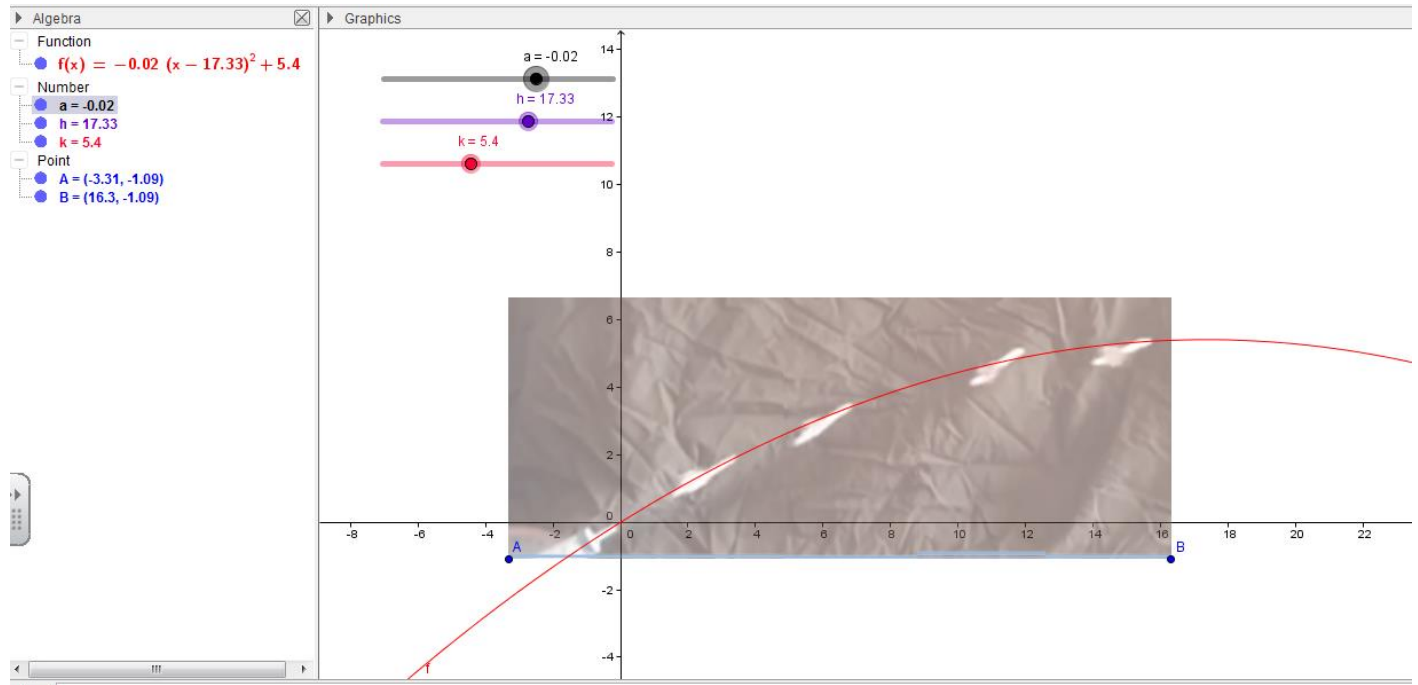 Algebra
Function
f(x) = −0.02 (x − 17.33)² + 5.4
Number
a = -0.02
h = 17.33
k = 5.4
Point
A = (-3.31, -1.09)
B = (16.3, -1.09)
Graphics
a = -0.02
h = 17.33
k = 5.4
14
12
10
8
6
4
2
0
-2
-4
-8 -6 -4 -2 0 2 4 6 8 10 12 14 16 18 20 22
A
B
f